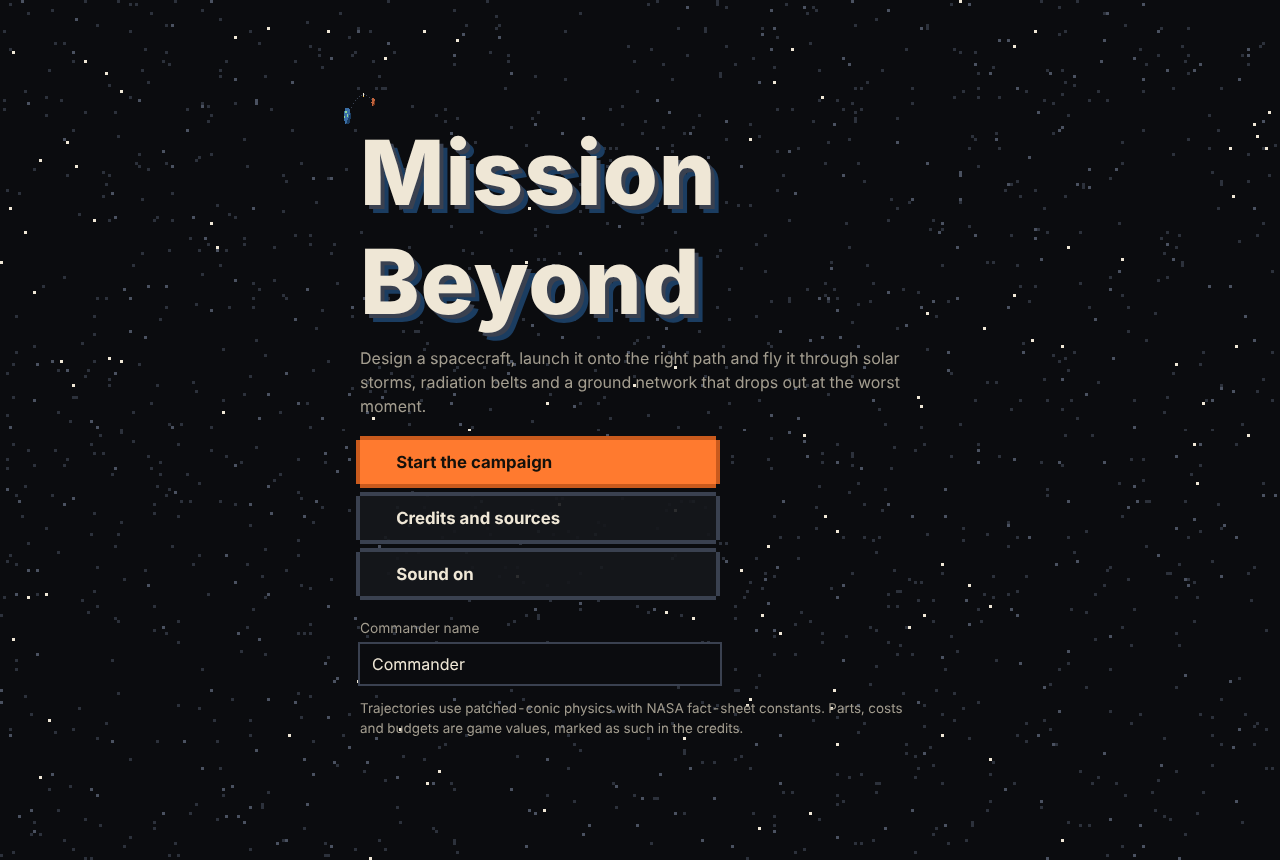 Mission
Beyond
Design a spacecraft, launch it onto the right path and fly it through solar
storms, radiation belts and a ground network that drops out at the worst
moment.
Start the campaign
Credits and sources
Sound on
Commander name
Commander
Trajectories use patched-conic physics with NASA fact-sheet constants. Parts, costs
and budgets are game values, marked as such in the credits.